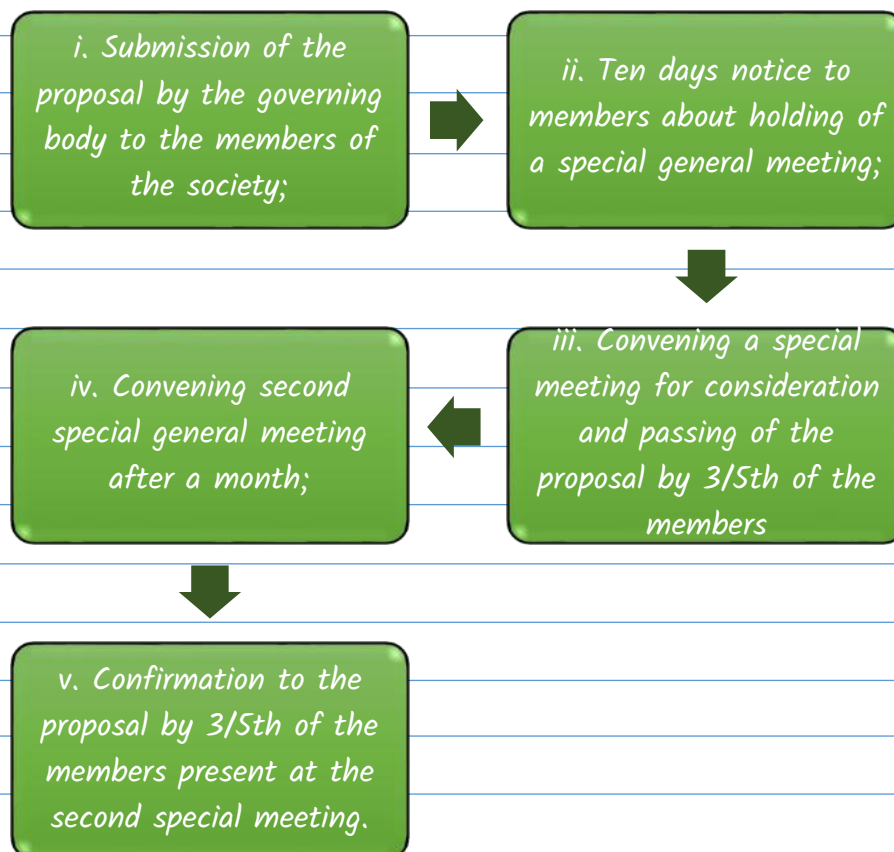 i. Submission of the
proposal by the governing
body to the members of
the society;
ii. Ten days notice to
members about holding of
a special general meeting;
iii. Convening a special
meeting for consideration
and passing of the
proposal by 3/5th of the
members
iv. Convening second
special general meeting
after a month;
v. Confirmation to the
proposal by 3/5th of the
members present at the
second special meeting.